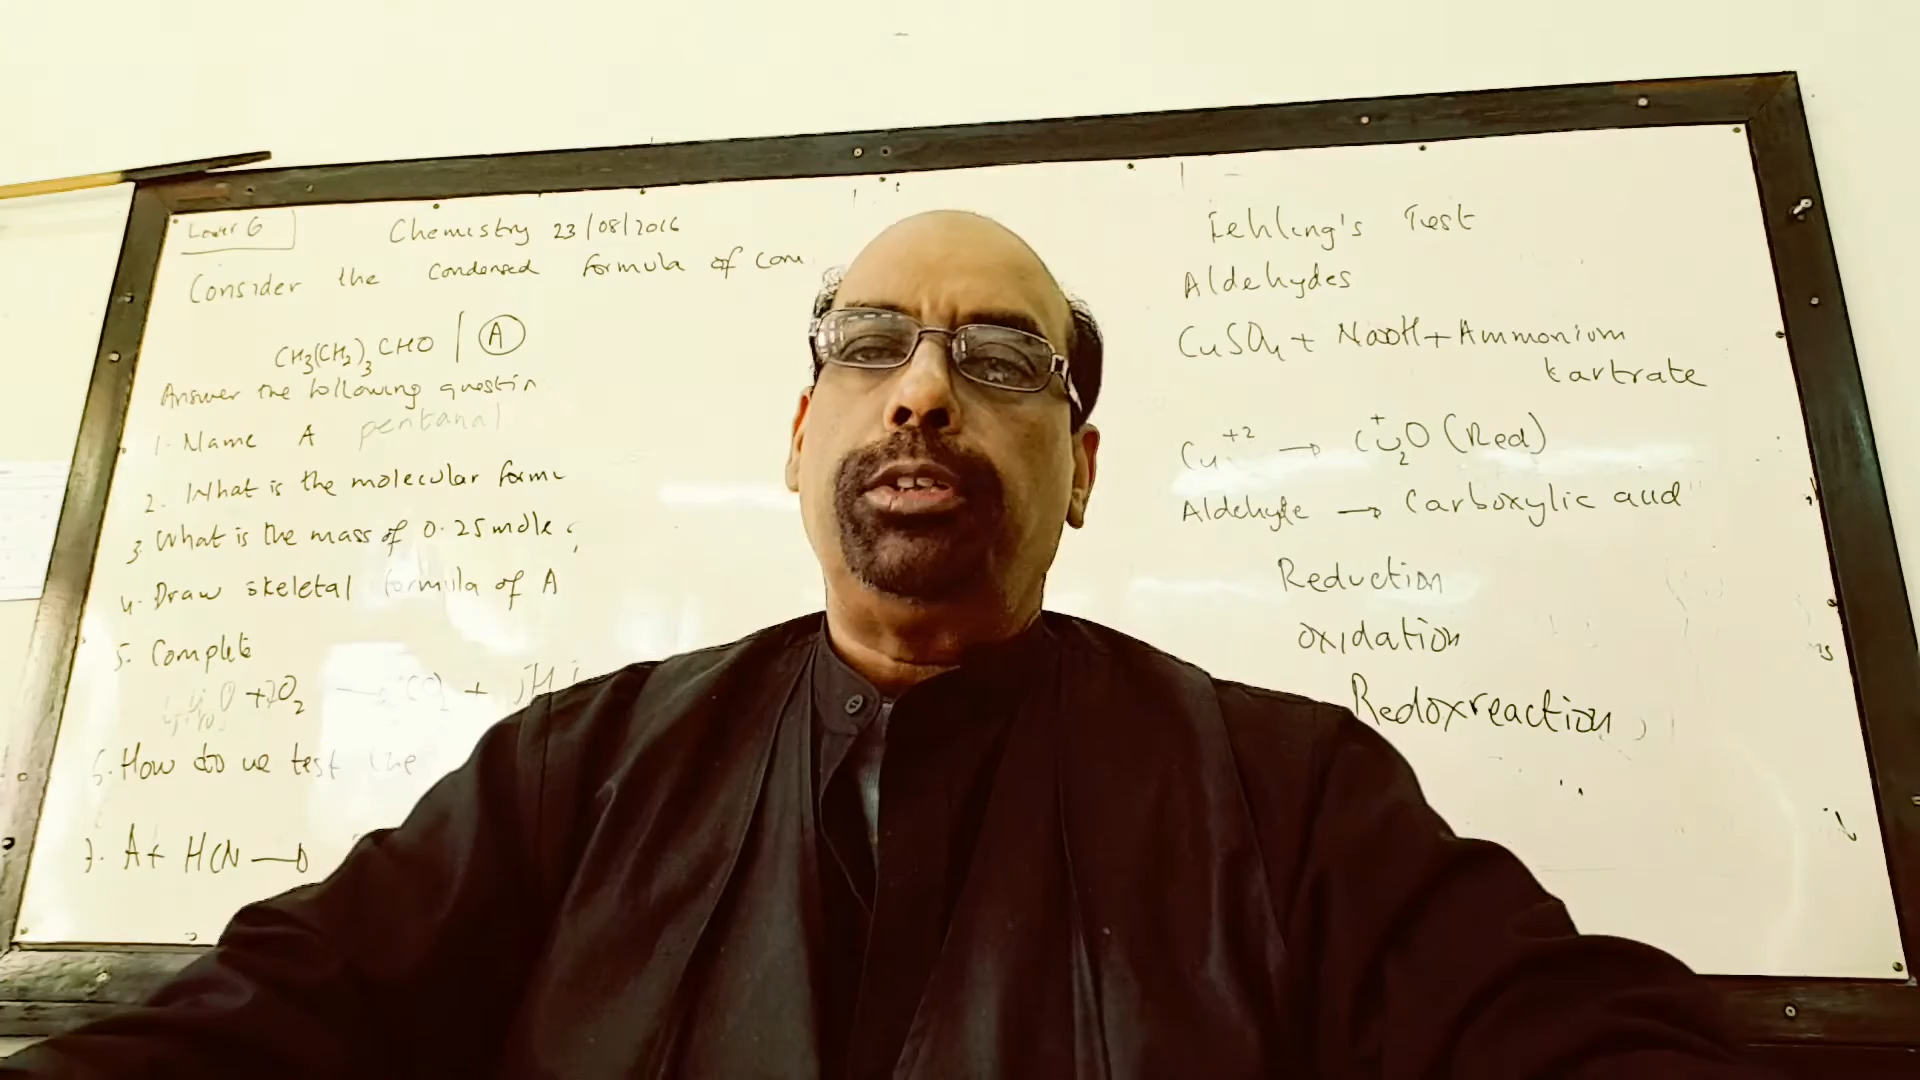 Lower 6
Chemistry 23/08/2016
Consider the condensed formula of com
CH3(CH2)3CHO | A
Answer the following question
1. Name A pentanal
2. What is the molecular formu
3. What is the mass of 0.25 mole
4. Draw skeletal formula of A
5. Complete
+ O2 → CO2 +
6. How do we test the
7. A + HCN →
Fehling's Test
Aldehydes
CuSO4 + NaOH + Ammonium
tartrate
Cu+2 → Cu2+O (Red)
Aldehyde → Carboxylic acid
Reduction
oxidation
Redoxreaction